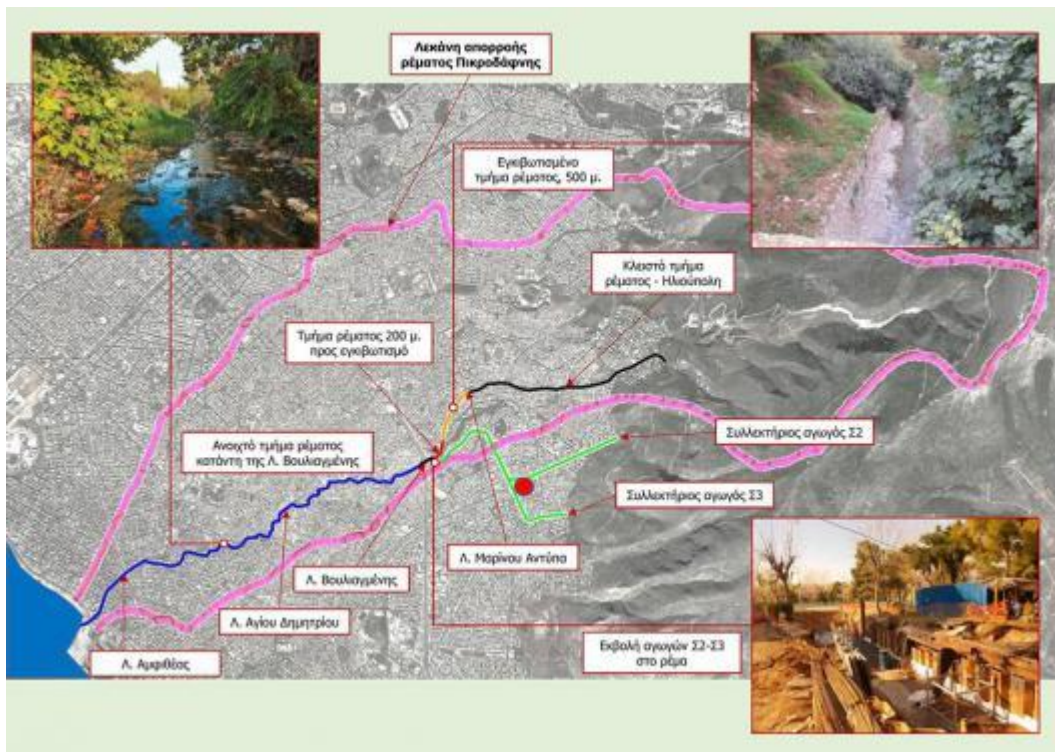 Λεκάνη απορροής
ρέματος Πικροδάφνης
Εγκιβωτισμένο
τμήμα ρέματος, 500 μ.
Κλειστό τμήμα
ρέματος - Ηλιούπολη
Τμήμα ρέματος 200 μ.
προς εγκιβωτισμό
Ανοιχτό τμήμα ρέματος
κατάντη της Λ. Βουλιαγμένης
Συλλεκτήριος αγωγός Σ2
Συλλεκτήριος αγωγός Σ3
Λ. Μαρίνου Αντύπα
Λ. Βουλιαγμένης
Λ. Αγίου Δημητρίου
Λ. Αμφιθέας
Εκβολή αγωγών Σ2-Σ3
στο ρέμα